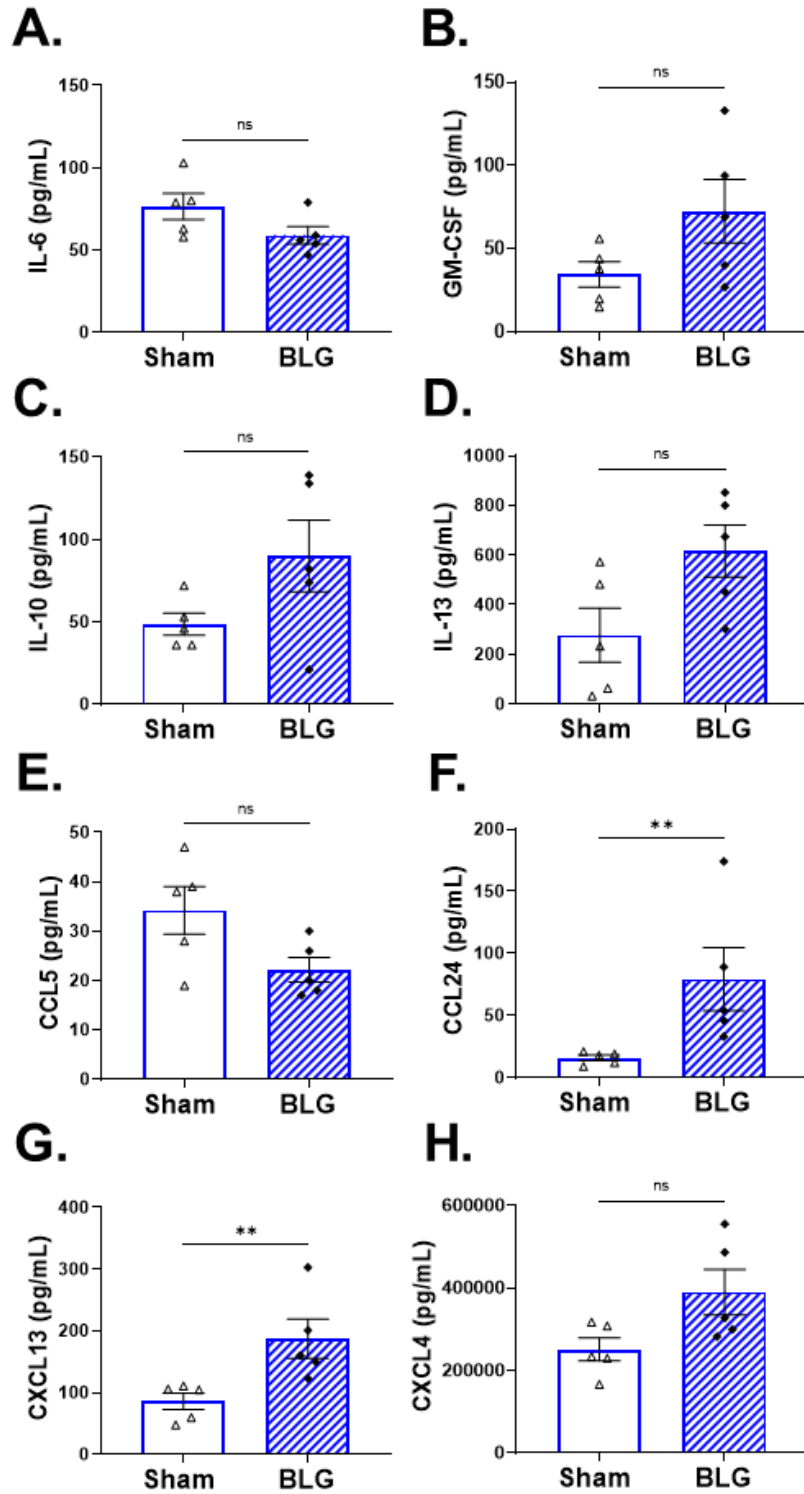 A.
IL-6 (pg/mL)
150
100
50
0
ns
Sham BLG
B.
GM-CSF (pg/mL)
150
100
50
0
ns
Sham BLG
C.
IL-10 (pg/mL)
150
100
50
0
ns
Sham BLG
D.
IL-13 (pg/mL)
1000
800
600
400
200
0
ns
Sham BLG
E.
CCL5 (pg/mL)
50
40
30
20
10
0
ns
Sham BLG
F.
CCL24 (pg/mL)
200
150
100
50
0
**
Sham BLG
G.
CXCL13 (pg/mL)
400
300
200
100
0
**
Sham BLG
H.
CXCL4 (pg/mL)
600000
400000
200000
0
ns
Sham BLG